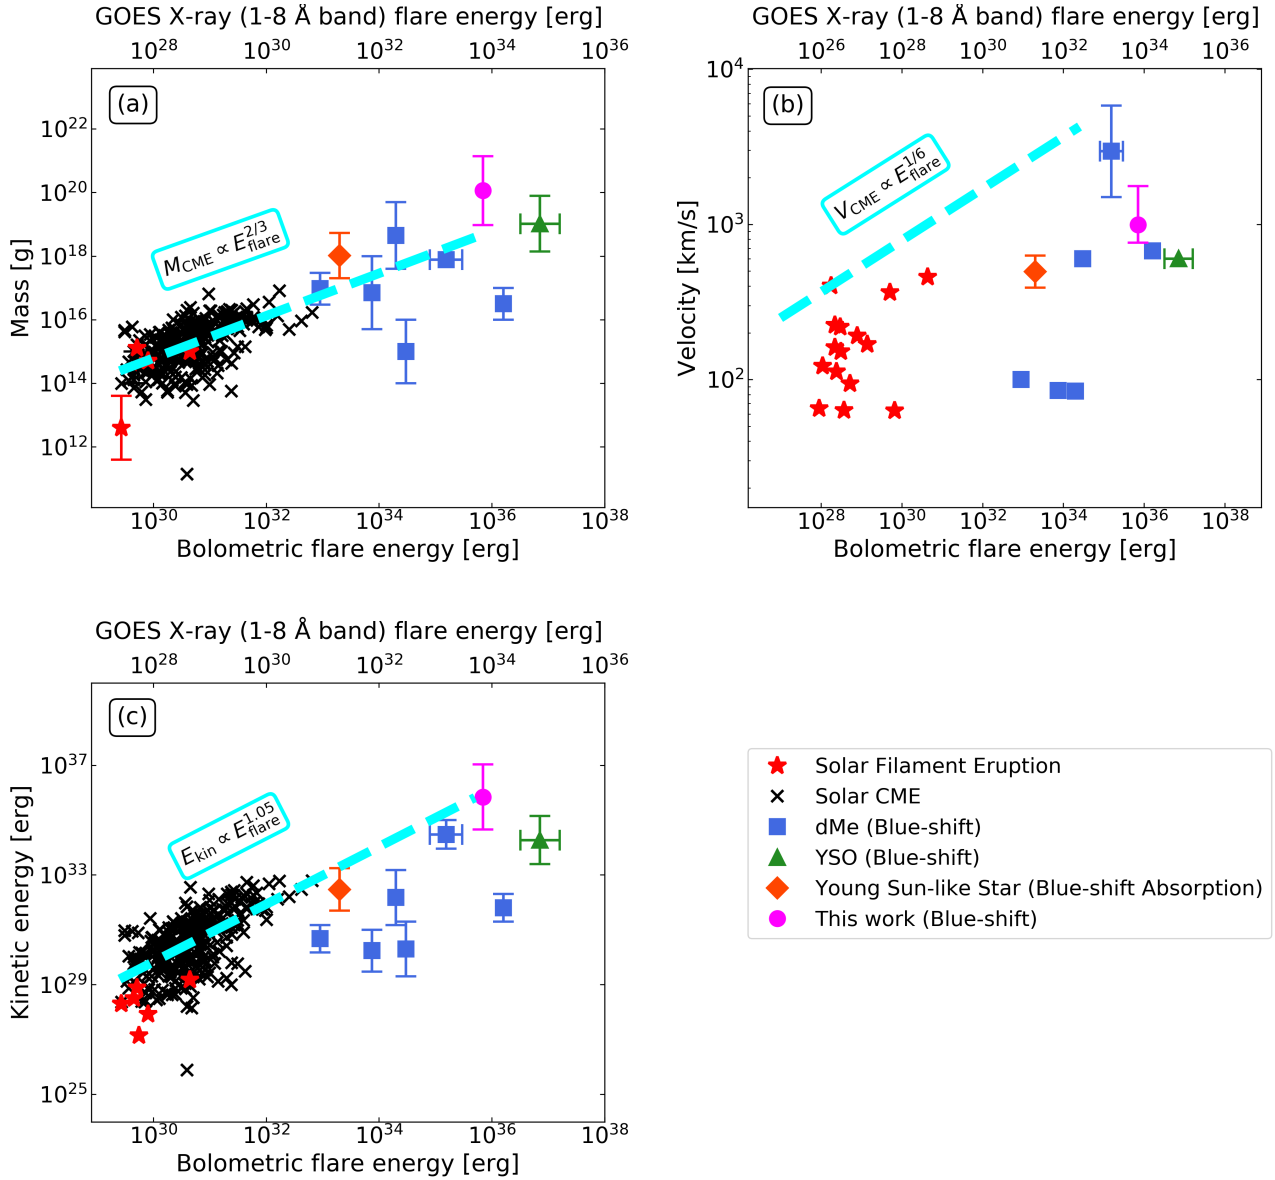 GOES X-ray (1-8 Å band) flare energy [erg]
10^28 10^30 10^32 10^34 10^36
(a)
10^22
10^20
10^18
10^16
10^14
10^12
Mass [g]
M_CME ∝ E_flare^2/3
10^30 10^32 10^34 10^36 10^38
Bolometric flare energy [erg]
GOES X-ray (1-8 Å band) flare energy [erg]
10^26 10^28 10^30 10^32 10^34 10^36
(b)
10^4
10^3
10^2
Velocity [km/s]
V_CME ∝ E_flare^1/6
10^28 10^30 10^32 10^34 10^36 10^38
Bolometric flare energy [erg]
GOES X-ray (1-8 Å band) flare energy [erg]
10^28 10^30 10^32 10^34 10^36
(c)
10^37
10^33
10^29
10^25
Kinetic energy [erg]
E_kin ∝ E_flare^1.05
10^30 10^32 10^34 10^36 10^38
Bolometric flare energy [erg]
Solar Filament Eruption
Solar CME
dMe (Blue-shift)
YSO (Blue-shift)
Young Sun-like Star (Blue-shift Absorption)
This work (Blue-shift)